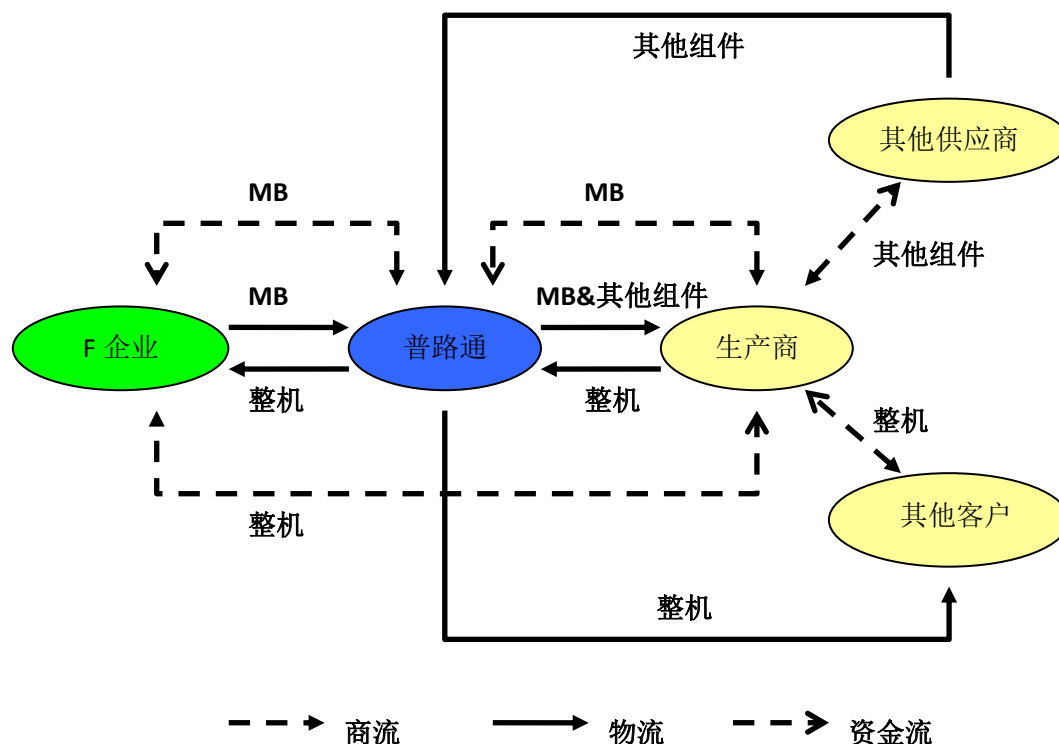 其他组件
其他供应商
MB
MB
其他组件
MB
MB&其他组件
F 企业
普路通
生产商
整机
整机
整机
整机
其他客户
整机
商流
物流
资金流